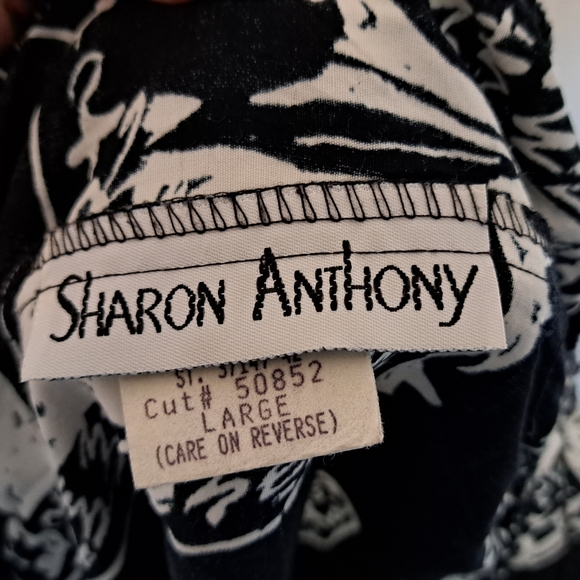 SHARON ANTHONY
Cut# 50852
LARGE
(CARE ON REVERSE)